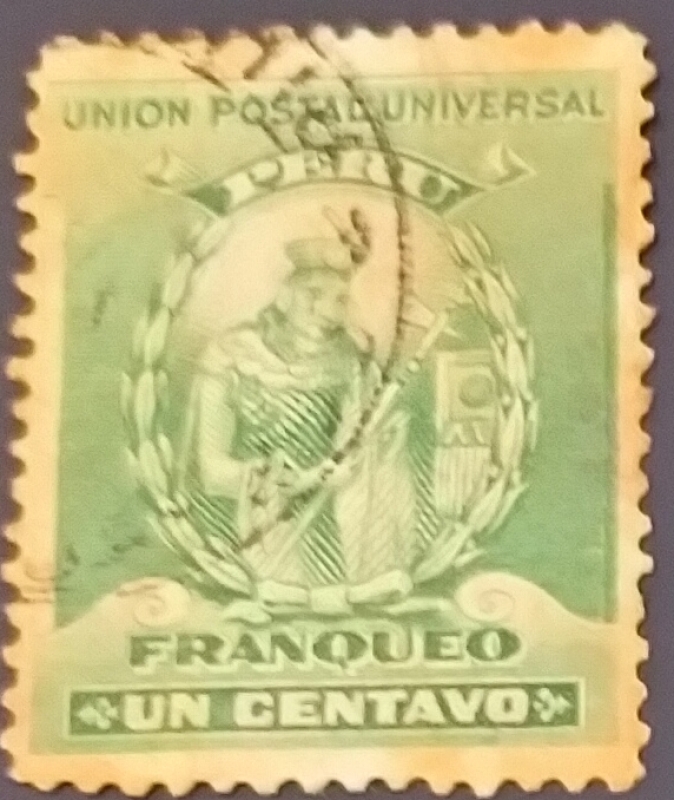 UNION POSTAL UNIVERSAL
PERU
FRANQUEO
UN CENTAVO